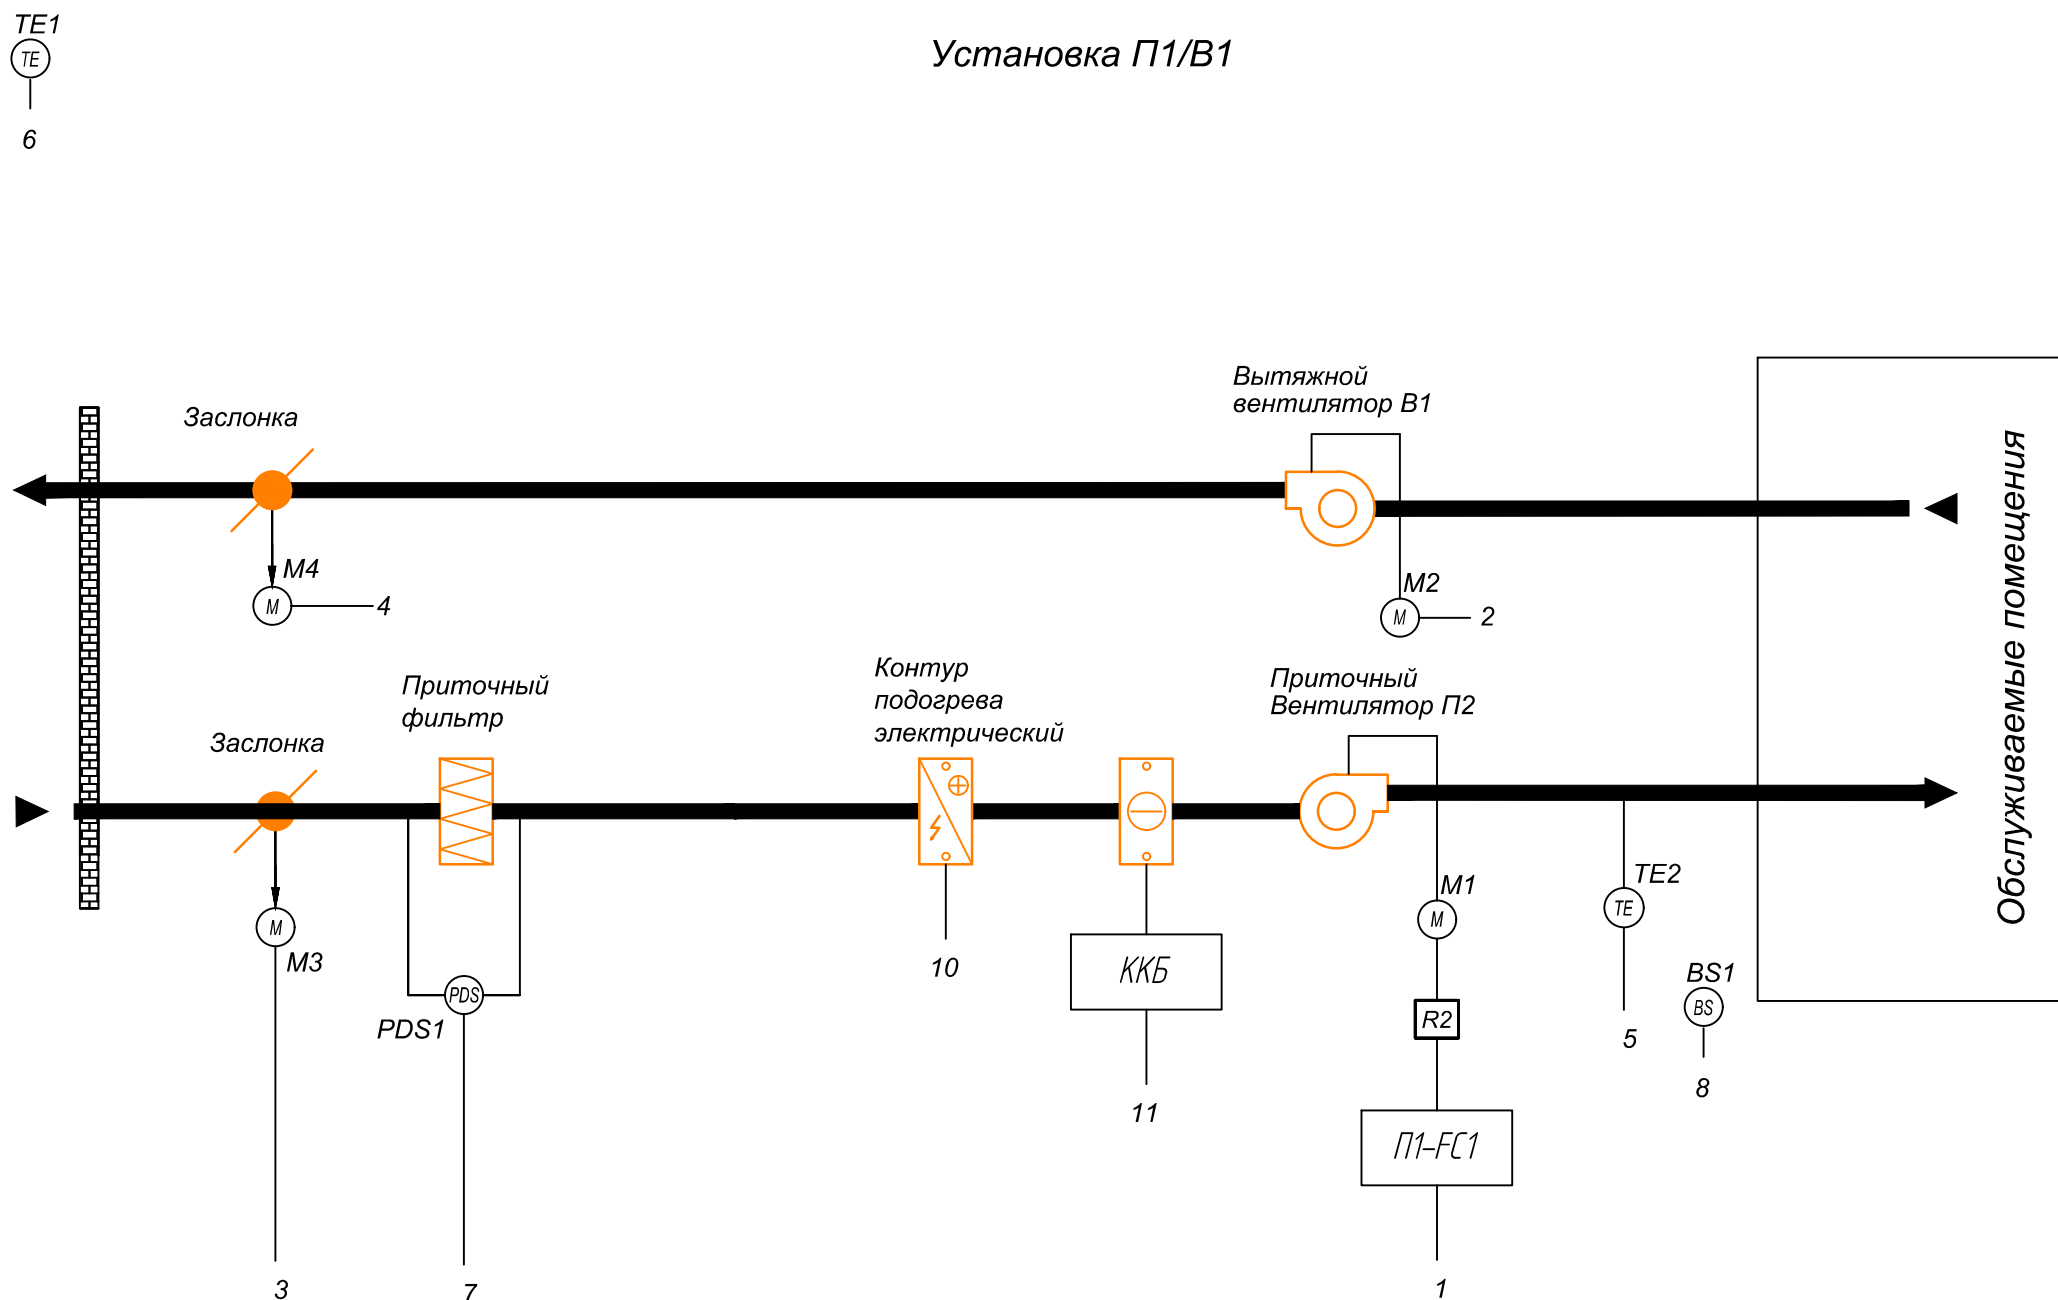 TE1
TE
6
Установка П1/В1
Вытяжной
вентилятор В1
Заслонка
M4
M
4
M2
M
2
Обслуживаемые помещения
Приточный
фильтр
Контур
подогрева
электрический
Приточный
Вентилятор П2
Заслонка
M
M3
PDS
PDS1
10
ККБ
11
M1
M
R2
П1-FC1
TE2
TE
5
BS1
BS
8
3
7
1